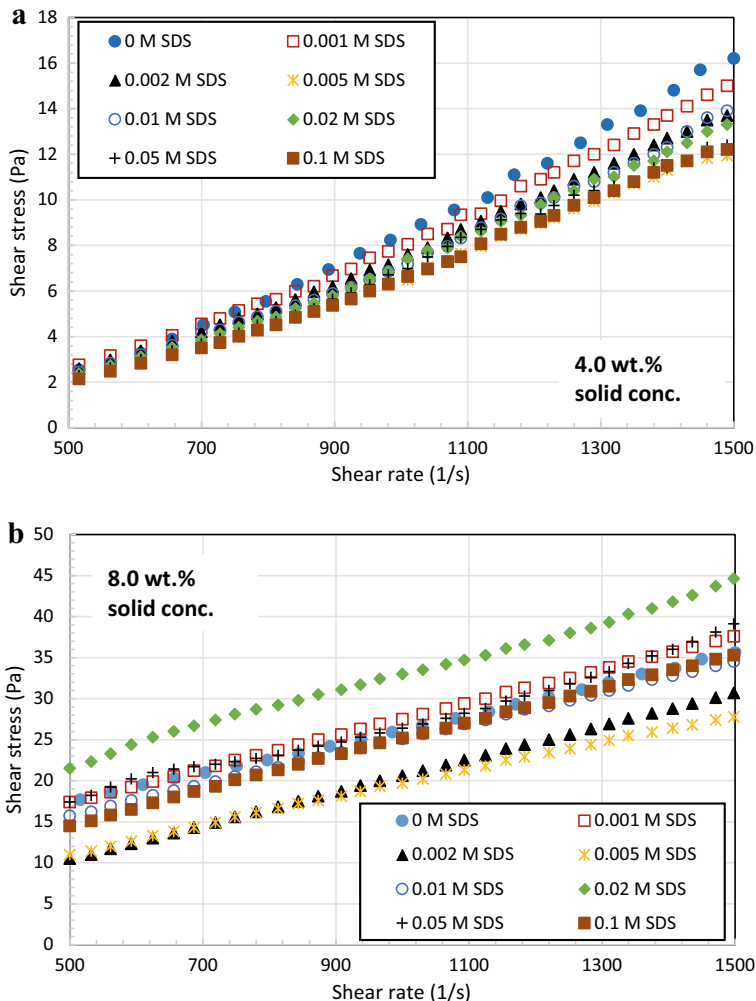 a
18
16
14
12
10
8
6
4
2
0
Shear stress (Pa)
0 M SDS
0.001 M SDS
0.002 M SDS
0.005 M SDS
0.01 M SDS
0.02 M SDS
0.05 M SDS
0.1 M SDS
4.0 wt.%
solid conc.
500 700 900 1100 1300 1500
Shear rate (1/s)
b
50
45
40
35
30
25
20
15
10
5
0
Shear stress (Pa)
8.0 wt.%
solid conc.
0 M SDS
0.001 M SDS
0.002 M SDS
0.005 M SDS
0.01 M SDS
0.02 M SDS
0.05 M SDS
0.1 M SDS
500 700 900 1100 1300 1500
Shear rate (1/s)